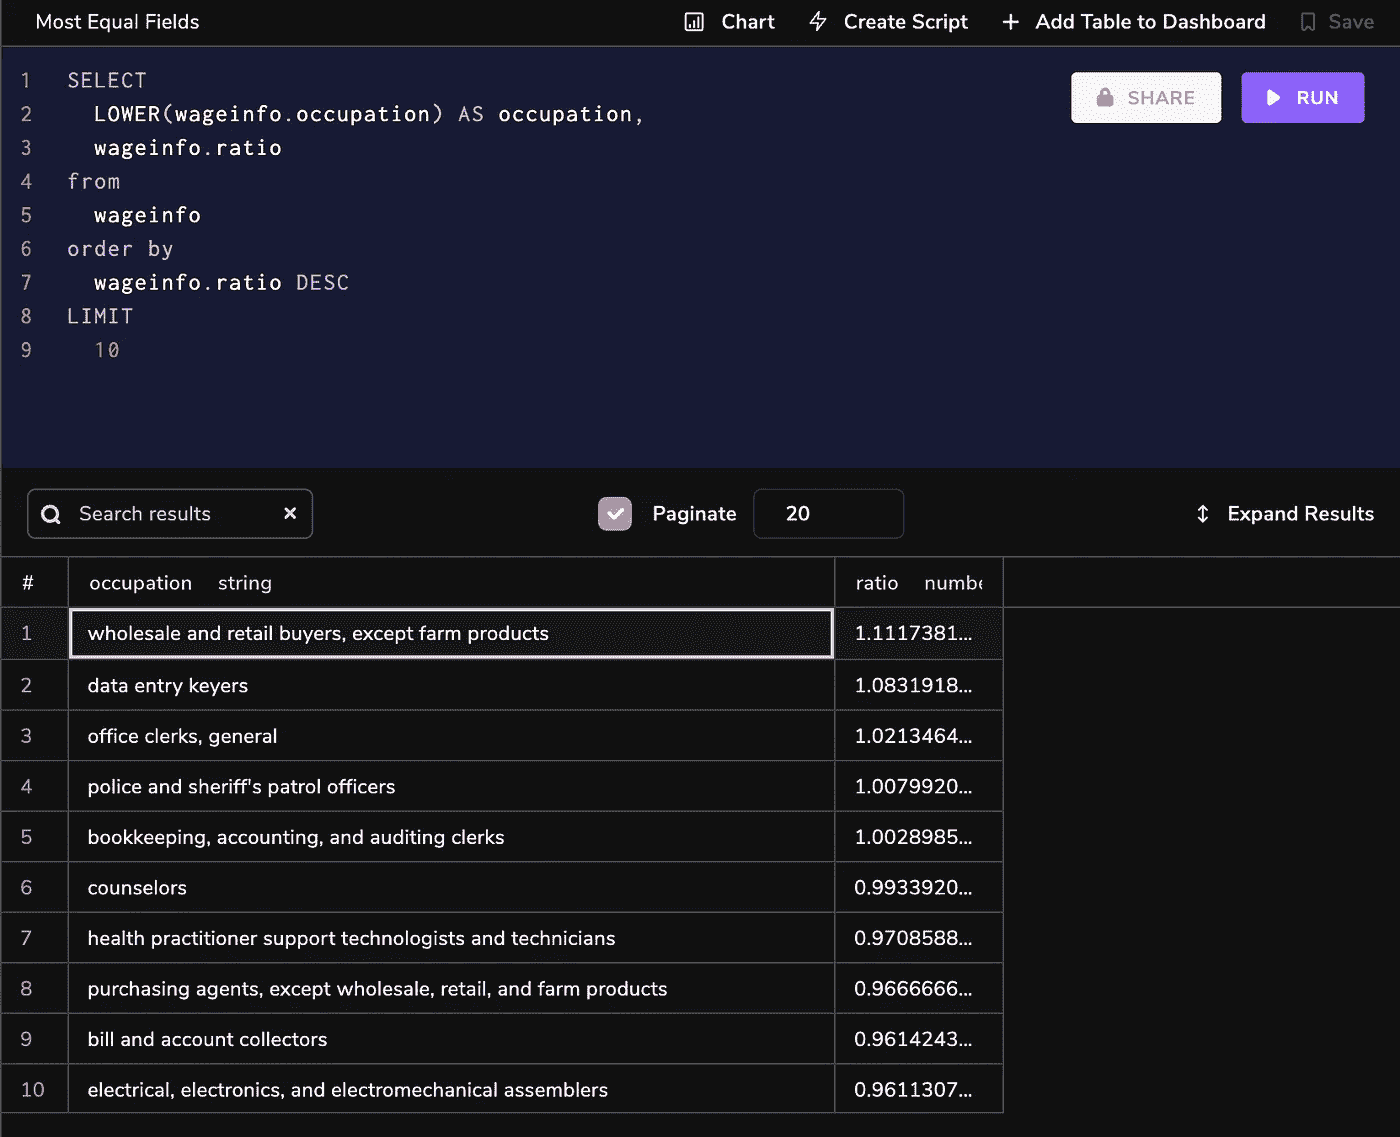 Most Equal Fields Chart Create Script + Add Table to Dashboard Save
1 SELECT
2 LOWER(wageinfo.occupation) AS occupation,
SHARE RUN
3 wageinfo.ratio
4 from
5 wageinfo
6 order by
7 wageinfo.ratio DESC
8 LIMIT
9 10
Search results × Paginate 20 Expand Results
# occupation string ratio numbe
1 wholesale and retail buyers, except farm products 1.1117381...
2 data entry keyers 1.0831918...
3 office clerks, general 1.0213464...
4 police and sheriff's patrol officers 1.0079920...
5 bookkeeping, accounting, and auditing clerks 1.0028985...
6 counselors 0.9933920...
7 health practitioner support technologists and technicians 0.9708588...
8 purchasing agents, except wholesale, retail, and farm products 0.9666666...
9 bill and account collectors 0.9614243...
10 electrical, electronics, and electromechanical assemblers 0.9611307...